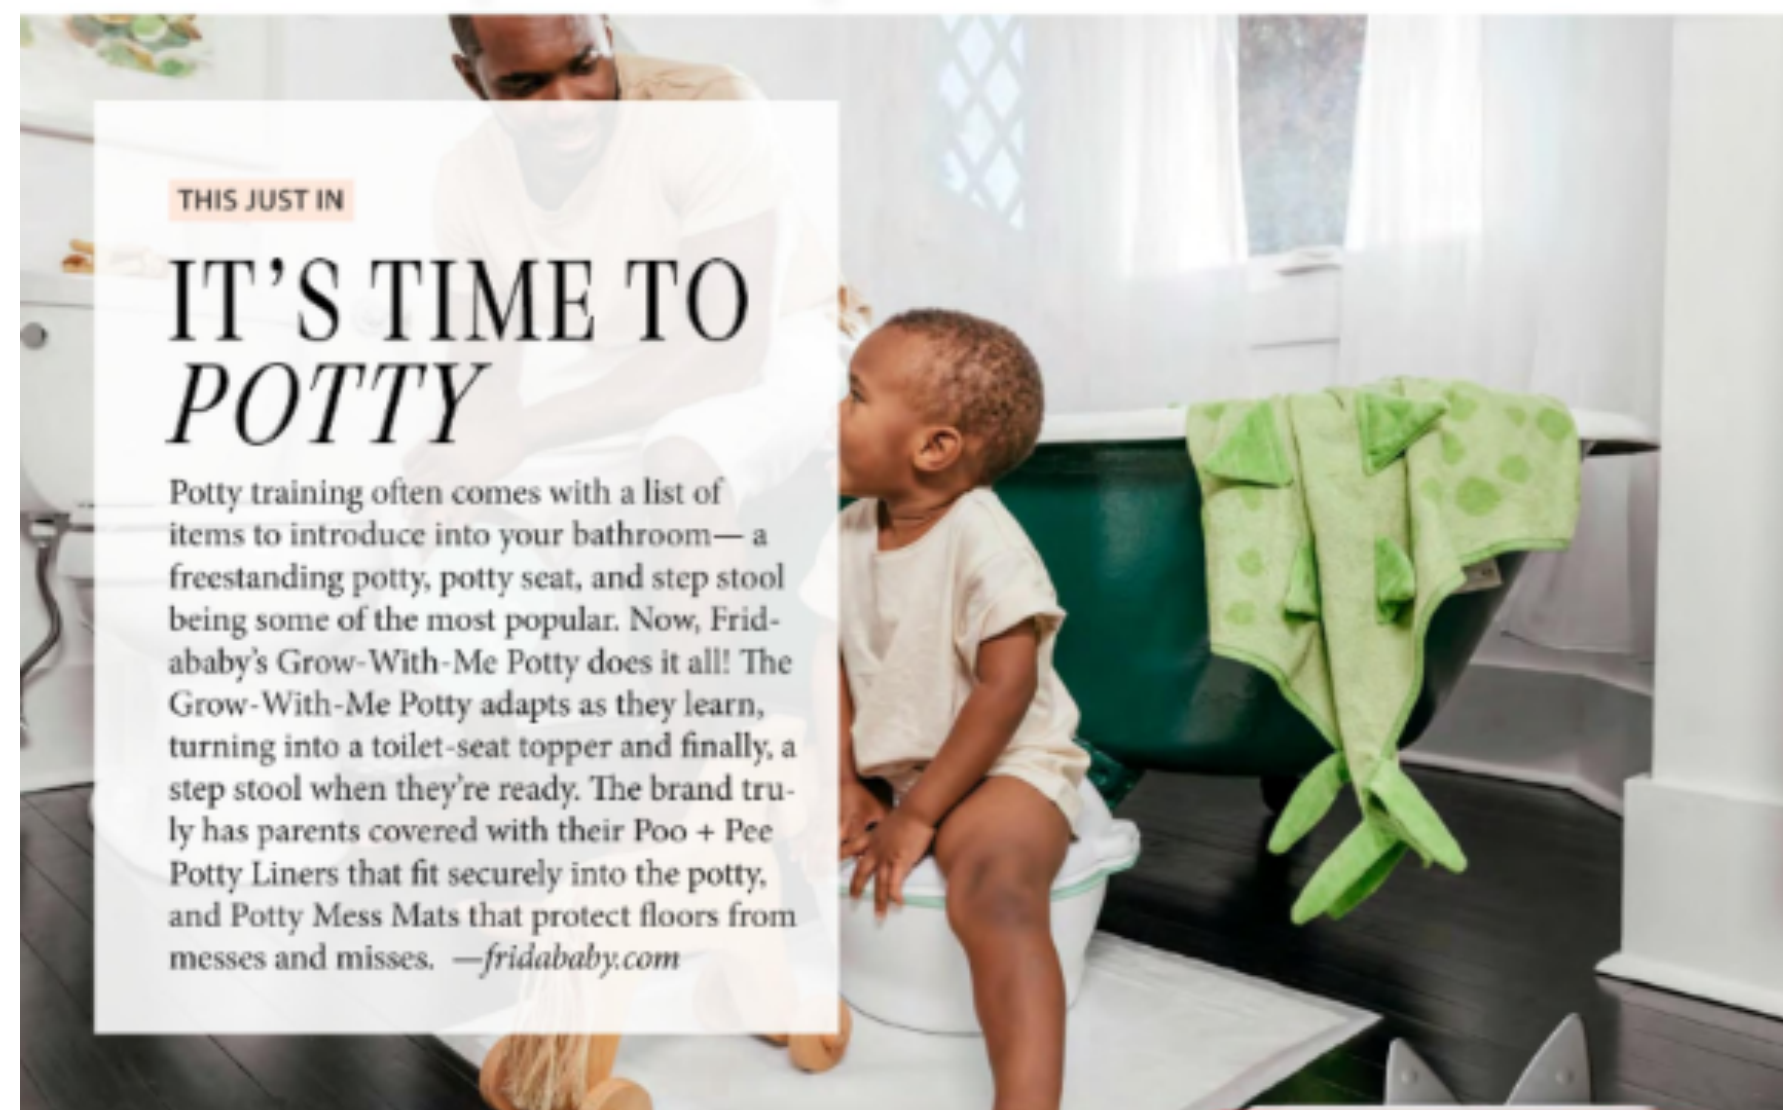 THIS JUST IN
IT'S TIME TO
POTTY
Potty training often comes with a list of
items to introduce into your bathroom— a
freestanding potty, potty seat, and step stool
being some of the most popular. Now, Frid-
ababy's Grow-With-Me Potty does it all! The
Grow-With-Me Potty adapts as they learn,
turning into a toilet-seat topper and finally, a
step stool when they're ready. The brand tru-
ly has parents covered with their Poo + Pee
Potty Liners that fit securely into the potty,
and Potty Mess Mats that protect floors from
messes and misses. —fridababy.com